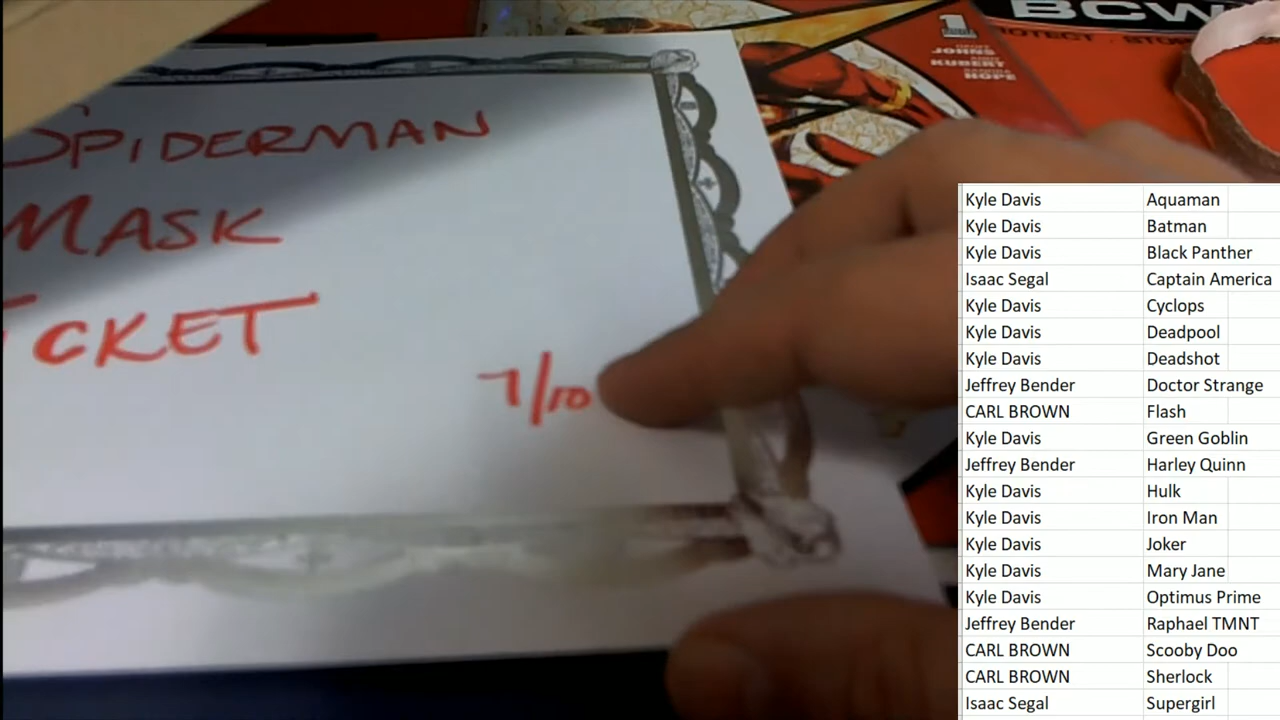 BCW
1
JOHNS
KUBERT
HOPE
SPIDERMAN
MASK
TICKET
7/10
Kyle Davis Aquaman
Kyle Davis Batman
Kyle Davis Black Panther
Isaac Segal Captain America
Kyle Davis Cyclops
Kyle Davis Deadpool
Kyle Davis Deadshot
Jeffrey Bender Doctor Strange
CARL BROWN Flash
Kyle Davis Green Goblin
Jeffrey Bender Harley Quinn
Kyle Davis Hulk
Kyle Davis Iron Man
Kyle Davis Joker
Kyle Davis Mary Jane
Kyle Davis Optimus Prime
Jeffrey Bender Raphael TMNT
CARL BROWN Scooby Doo
CARL BROWN Sherlock
Isaac Segal Supergirl